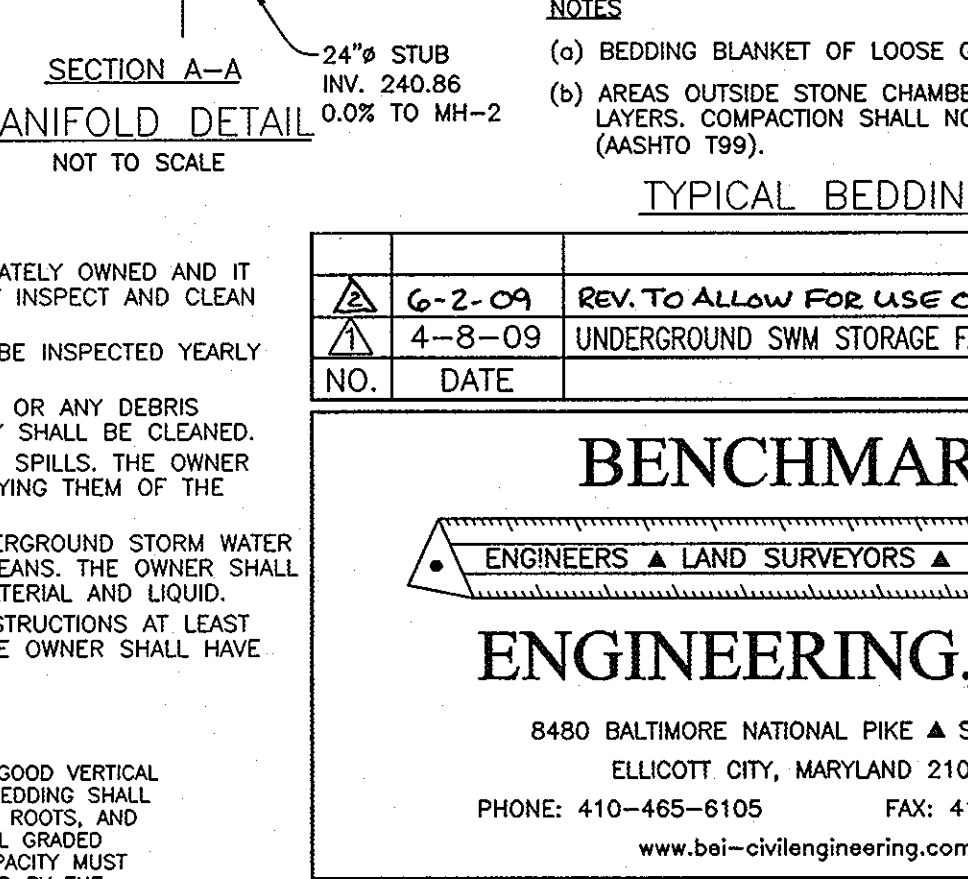 SECTION A-A
ANIFOLD DETAIL
NOT TO SCALE
24"ø STUB
INV. 240.86
0.0% TO MH-2
NOTES
(a) BEDDING BLANKET OF LOOSE
(b) AREAS OUTSIDE STONE CHAMBE
LAYERS. COMPACTION SHALL NO
(AASHTO T99).
TYPICAL BEDDIN
ATELY OWNED AND IT
INSPECT AND CLEAN
BE INSPECTED YEARLY
OR ANY DEBRIS
SHALL BE CLEANED.
SPILLS. THE OWNER
YING THEM OF THE
ERGROUND STORM WATER
EANS. THE OWNER SHALL
TERIAL AND LIQUID.
STRUCTIONS AT LEAST
E OWNER SHALL HAVE
GOOD VERTICAL
EDDING SHALL
ROOTS, AND
L GRADED
PACITY MUST
2 6-2-09 REV. TO ALLOW FOR USE
1 4-8-09 UNDERGROUND SWM STORAGE F
NO. DATE
BENCHMAR
ENGINEERS ▲ LAND SURVEYORS ▲
ENGINEERING,
8480 BALTIMORE NATIONAL PIKE ▲ S
ELLICOTT CITY, MARYLAND 210
PHONE: 410-465-6105 FAX: 41
www.bei-civilengineering.com